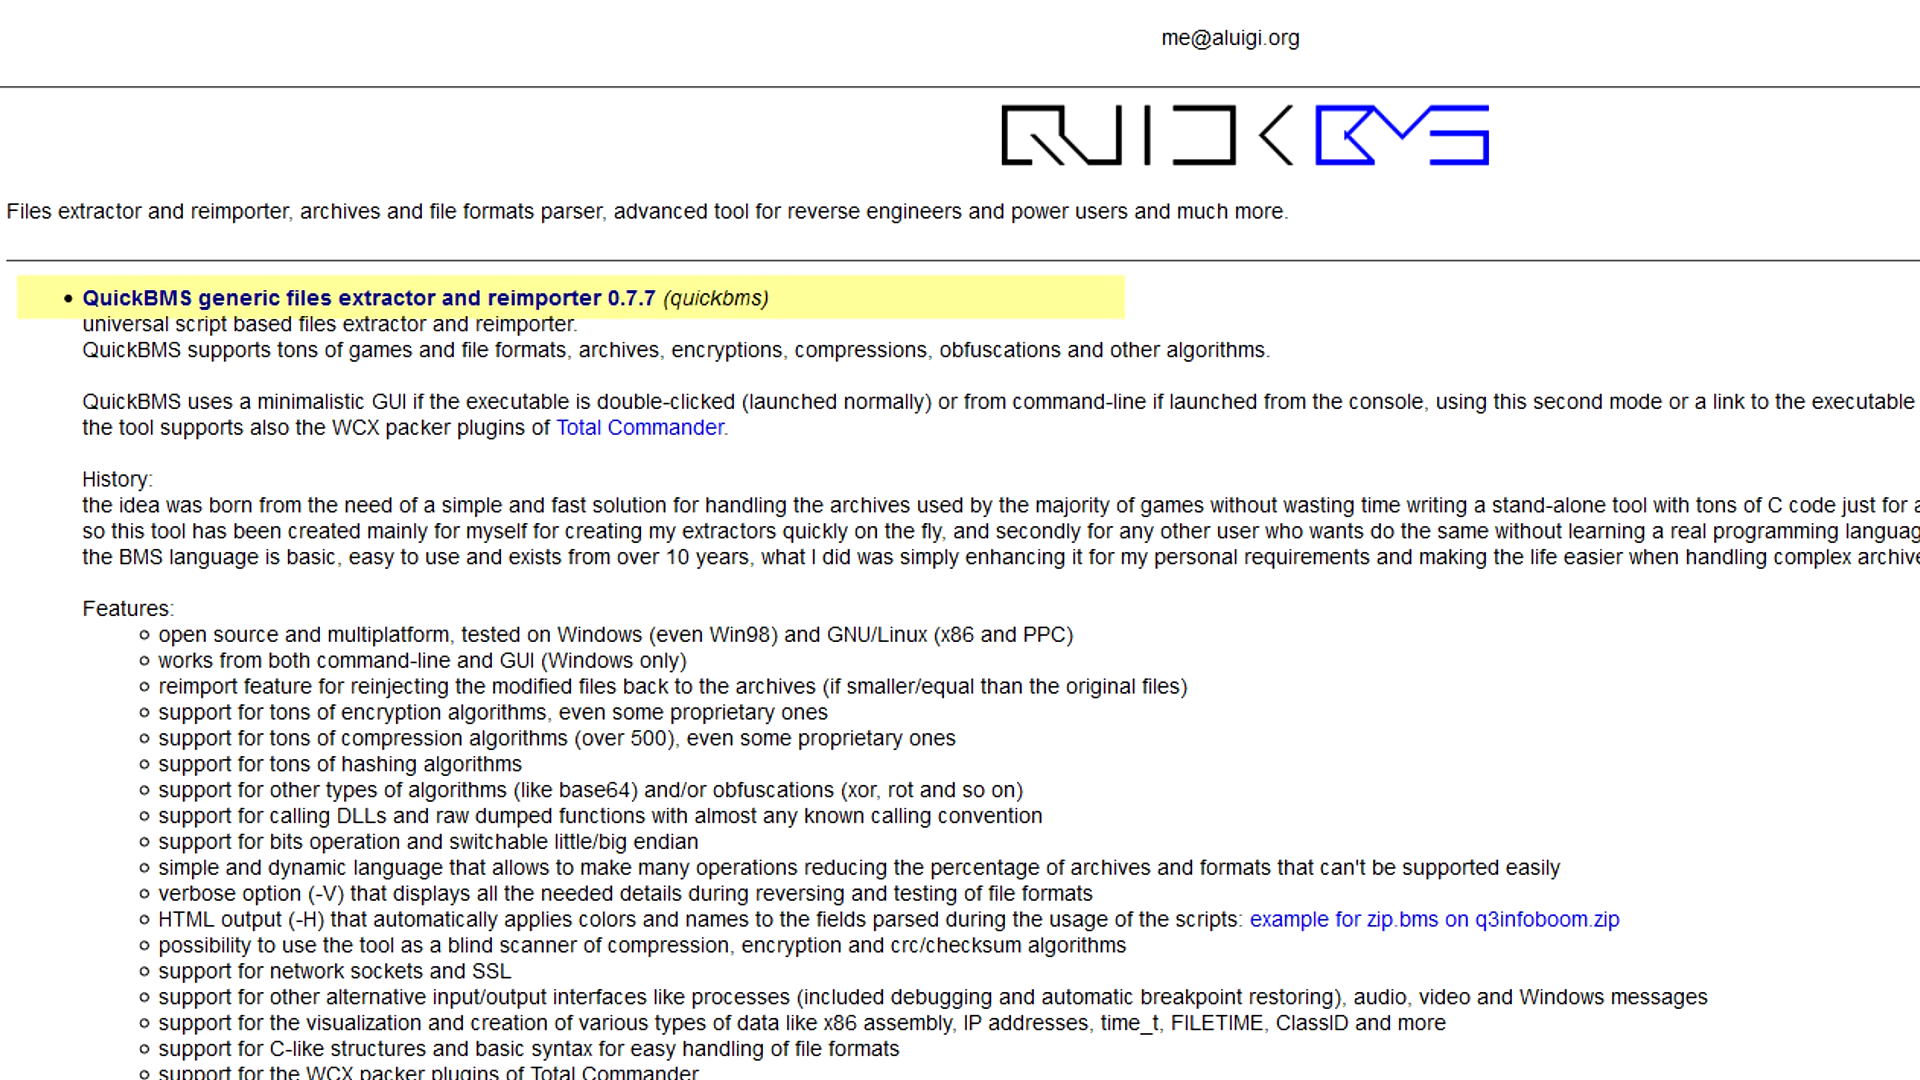 me@aluigi.org
QUICKBMS
Files extractor and reimporter, archives and file formats parser, advanced tool for reverse engineers and power users and much more.
QuickBMS generic files extractor and reimporter 0.7.7 (quickbms)
universal script based files extractor and reimporter.
QuickBMS supports tons of games and file formats, archives, encryptions, compressions, obfuscations and other algorithms.
QuickBMS uses a minimalistic GUI if the executable is double-clicked (launched normally) or from command-line if launched from the console, using this second mode or a link to the executable
the tool supports also the WCX packer plugins of Total Commander.
History:
the idea was born from the need of a simple and fast solution for handling the archives used by the majority of games without wasting time writing a stand-alone tool with tons of C code just for
so this tool has been created mainly for myself for creating my extractors quickly on the fly, and secondly for any other user who wants do the same without learning a real programming
the BMS language is basic, easy to use and exists from over 10 years, what I did was simply enhancing it for my personal requirements and making the life easier when handling complex
Features:
open source and multiplatform, tested on Windows (even Win98) and GNU/Linux (x86 and PPC)
works from both command-line and GUI (Windows only)
reimport feature for reinjecting the modified files back to the archives (if smaller/equal than the original files)
support for tons of encryption algorithms, even some proprietary ones
support for tons of compression algorithms (over 500), even some proprietary ones
support for tons of hashing algorithms
support for other types of algorithms (like base64) and/or obfuscations (xor, rot and so on)
support for calling DLLs and raw dumped functions with almost any known calling convention
support for bits operation and switchable little/big endian
simple and dynamic language that allows to make many operations reducing the percentage of archives and formats that can't be supported easily
verbose option (-V) that displays all the needed details during reversing and testing of file formats
HTML output (-H) that automatically applies colors and names to the fields parsed during the usage of the scripts: example for zip.bms on q3infoboom.zip
possibility to use the tool as a blind scanner of compression, encryption and crc/checksum algorithms
support for network sockets and SSL
support for other alternative input/output interfaces like processes (included debugging and automatic breakpoint restoring), audio, video and Windows messages
support for the visualization and creation of various types of data like x86 assembly, IP addresses, time_t, FILETIME, ClassID and more
support for C-like structures and basic syntax for easy handling of file formats
support for the WCX packer plugins of Total Commander